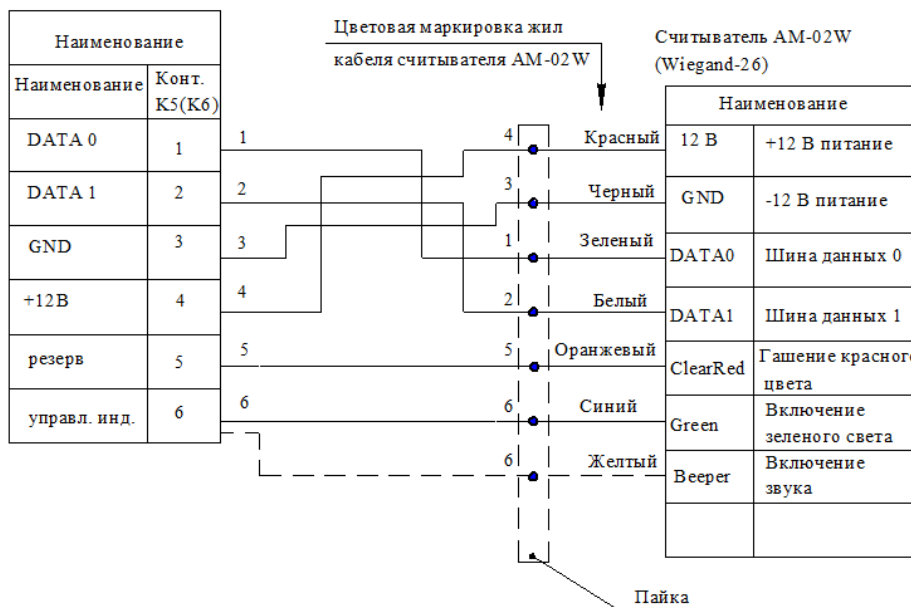 Цветовая маркировка жил
кабеля считывателя AM-02W
Считыватель AM-02W
(Wiegand-26)
Наименование
Наименование
Конт.
K5(K6)
DATA 0
1
DATA 1
2
GND
3
+12В
4
резерв
5
управл. инд.
6
1
2
3
4
5
6
4
3
1
2
5
6
6
Красный
Черный
Зеленый
Белый
Оранжевый
Синий
Желтый
Наименование
12 В
+12 В питание
GND
-12 В питание
DATA0
Шина данных 0
DATA1
Шина данных 1
ClearRed
Гашение красного
цвета
Green
Включение
зеленого света
Beeper
Включение
звука
Пайка